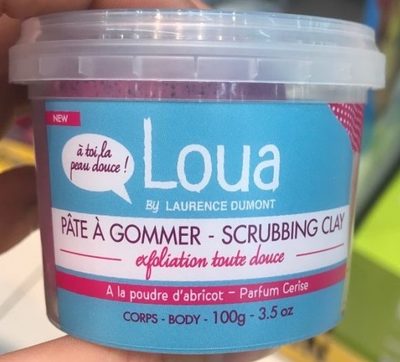 NEW
à toi la
peau douce !
Loua
By LAURENCE DUMONT
PÂTE À GOMMER - SCRUBBING CLAY
exfoliation toute douce
A la poudre d'abricot – Parfum Cerise
CORPS - BODY - 100g - 3.5 oz